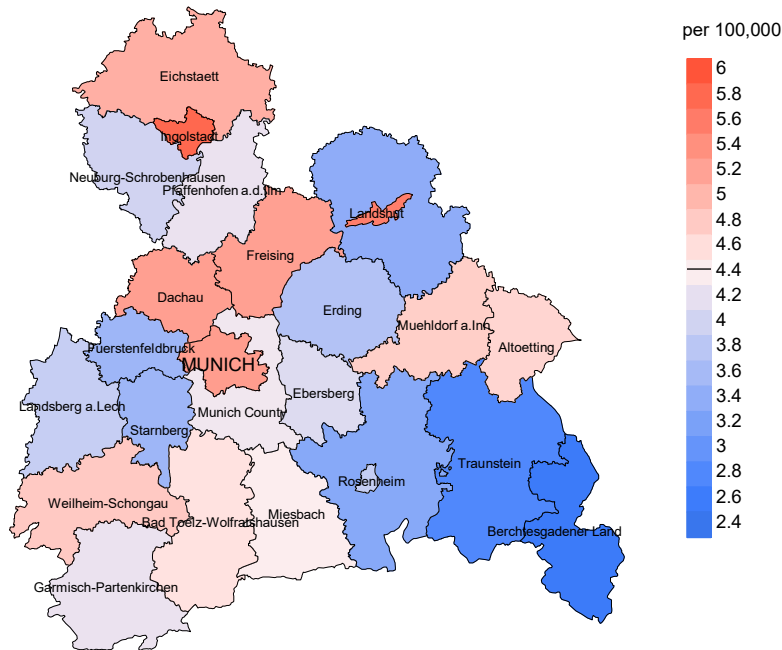 per 100,000
6
5.8
5.6
5.4
5.2
5
4.8
4.6
4.4
4.2
4
3.8
3.6
3.4
3.2
3
2.8
2.6
2.4
Eichstaett
Ingolstadt
Neuburg-Schrobenhausen
Pfaffenhofen a.d.Ilm
Landshut
Freising
Dachau
Erding
Muehldorf a.Inn
Altoetting
Fuerstenfeldbruck
MUNICH
Ebersberg
Landsberg a.Lech
Munich County
Starnberg
Traunstein
Rosenheim
Weilheim-Schongau
Miesbach
Bad Toelz-Wolfratshausen
Berchtesgadener Land
Garmisch-Partenkirchen